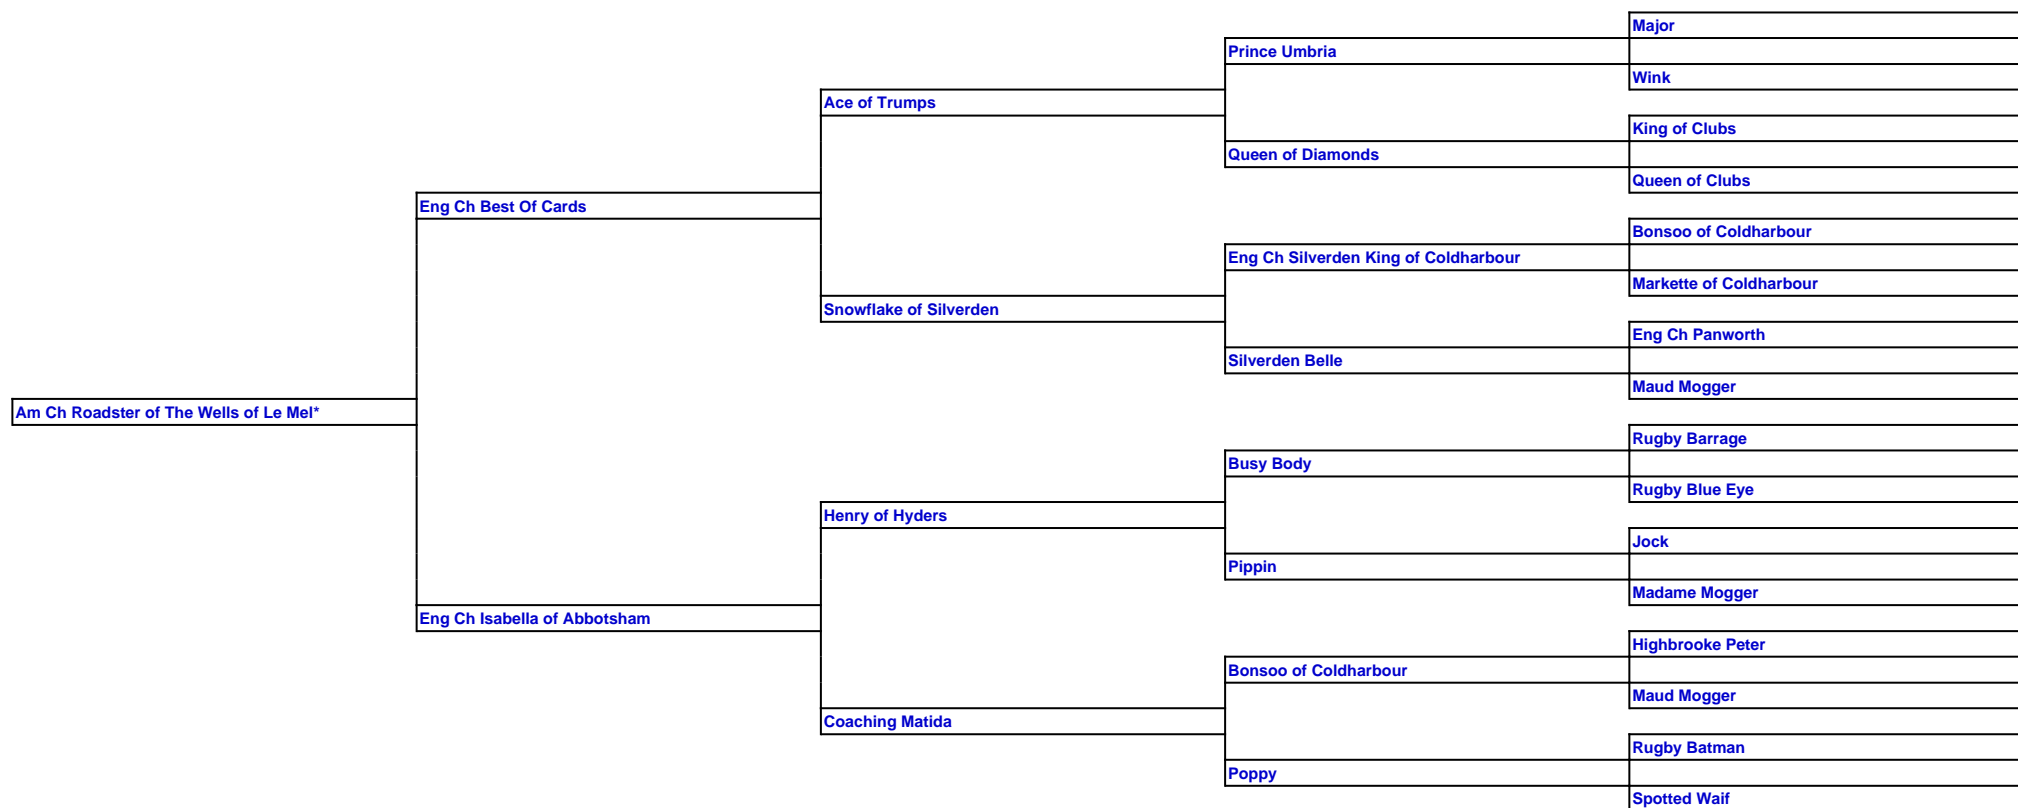 Major
Prince Umbria
Wink
Ace of Trumps
King of Clubs
Queen of Diamonds
Queen of Clubs
Eng Ch Best Of Cards
Bonsoo of Coldharbour
Eng Ch Silverden King of Coldharbour
Markette of Coldharbour
Snowflake of Silverden
Eng Ch Panworth
Silverden Belle
Maud Mogger
Am Ch Roadster of The Wells of Le Mel*
Rugby Barrage
Busy Body
Rugby Blue Eye
Henry of Hyders
Jock
Pippin
Madame Mogger
Eng Ch Isabella of Abbotsham
Highbrooke Peter
Bonsoo of Coldharbour
Maud Mogger
Coaching Matida
Rugby Batman
Poppy
Spotted Waif